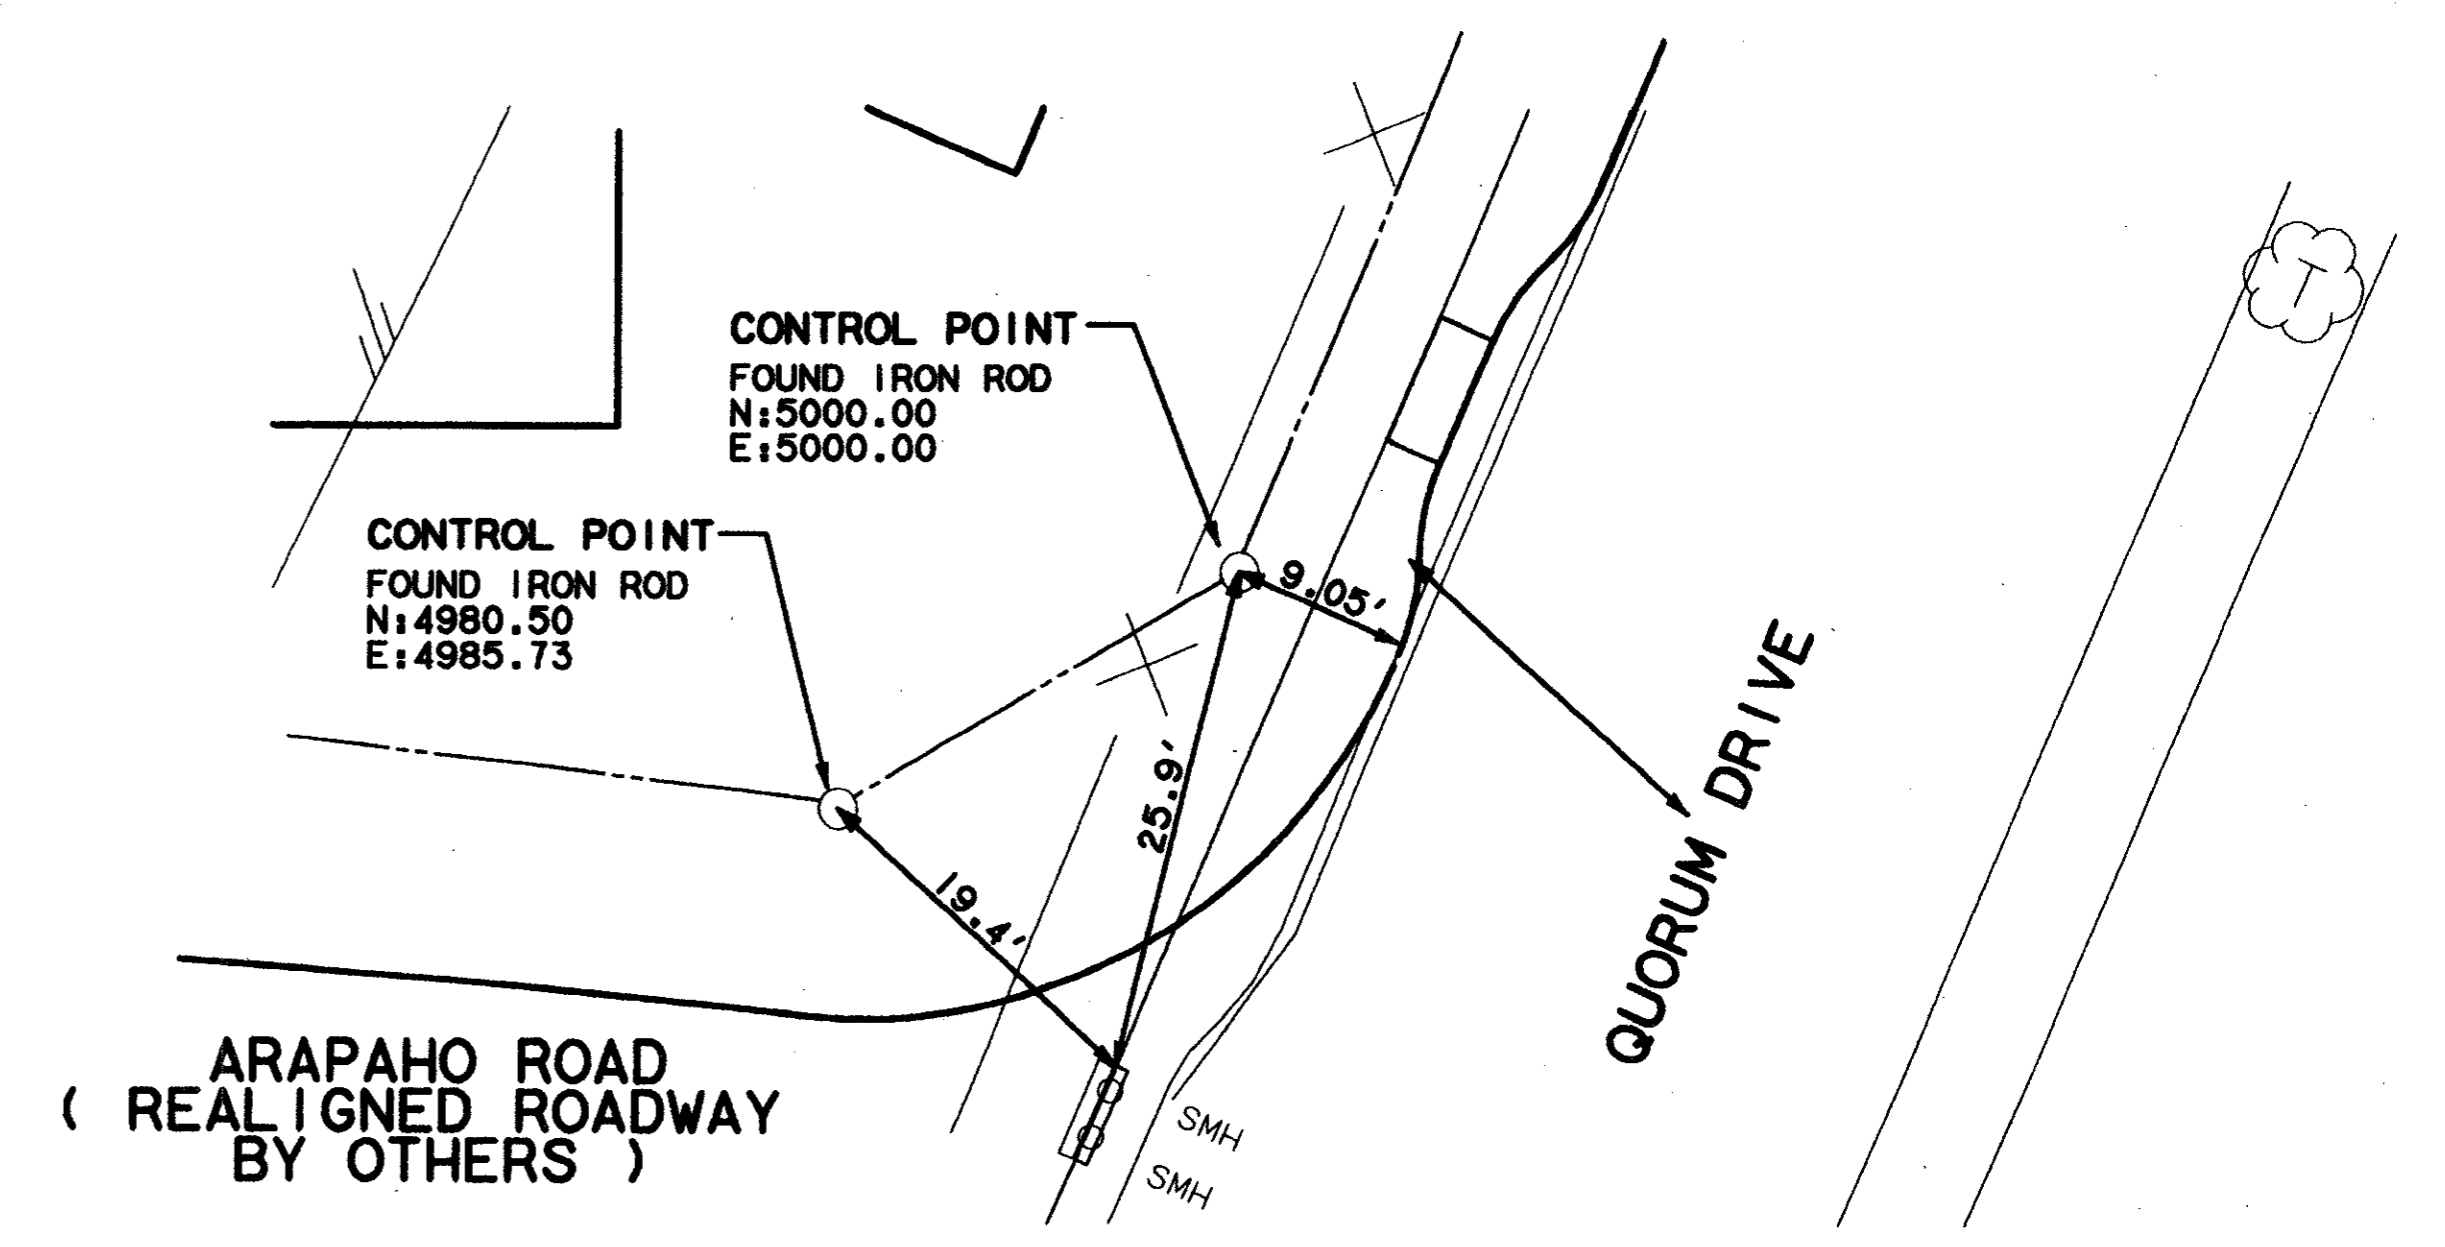 CONTROL POINT
FOUND IRON ROD
N:5000.00
E:5000.00
CONTROL POINT
FOUND IRON ROD
N:4980.50
E:4985.73
9.05'
25.9'
19.4'
QUORUM DRIVE
T
ARAPAHO ROAD
( REALIGNED ROADWAY
BY OTHERS )
SMH
SMH